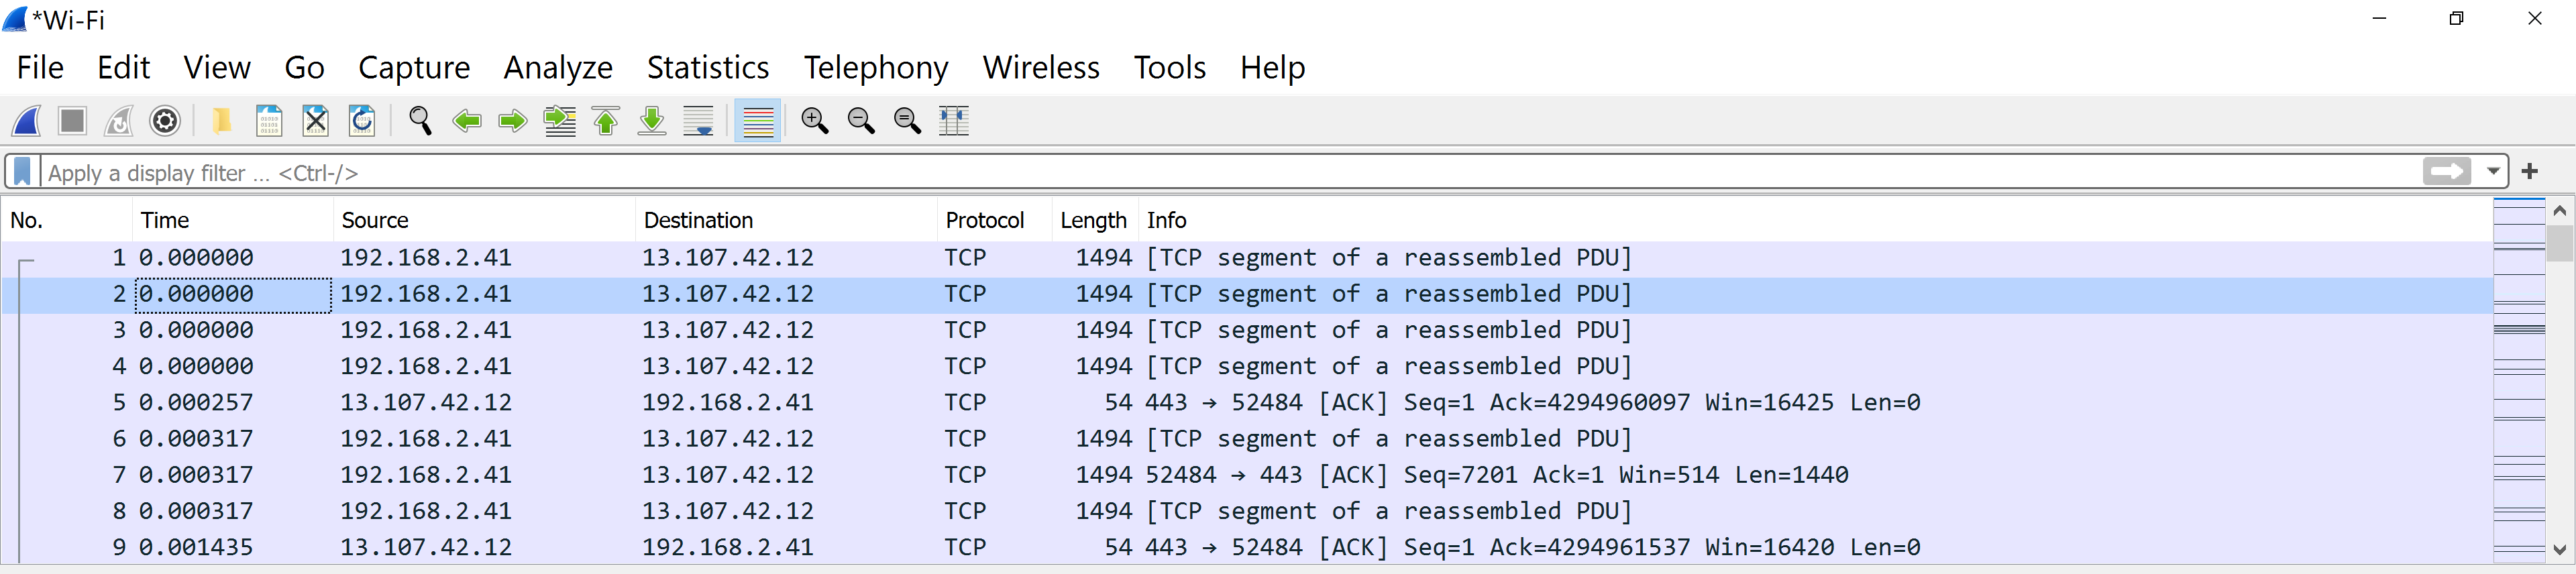 *Wi-Fi
File Edit View Go Capture Analyze Statistics Telephony Wireless Tools Help
Apply a display filter ... <Ctrl-/>
No. Time Source Destination Protocol Length Info
1 0.000000 192.168.2.41 13.107.42.12 TCP 1494 [TCP segment of a reassembled PDU]
2 0.000000 192.168.2.41 13.107.42.12 TCP 1494 [TCP segment of a reassembled PDU]
3 0.000000 192.168.2.41 13.107.42.12 TCP 1494 [TCP segment of a reassembled PDU]
4 0.000000 192.168.2.41 13.107.42.12 TCP 1494 [TCP segment of a reassembled PDU]
5 0.000257 13.107.42.12 192.168.2.41 TCP 54 443 → 52484 [ACK] Seq=1 Ack=4294960097 Win=16425 Len=0
6 0.000317 192.168.2.41 13.107.42.12 TCP 1494 [TCP segment of a reassembled PDU]
7 0.000317 192.168.2.41 13.107.42.12 TCP 1494 52484 → 443 [ACK] Seq=7201 Ack=1 Win=514 Len=1440
8 0.000317 192.168.2.41 13.107.42.12 TCP 1494 [TCP segment of a reassembled PDU]
9 0.001435 13.107.42.12 192.168.2.41 TCP 54 443 → 52484 [ACK] Seq=1 Ack=4294961537 Win=16420 Len=0